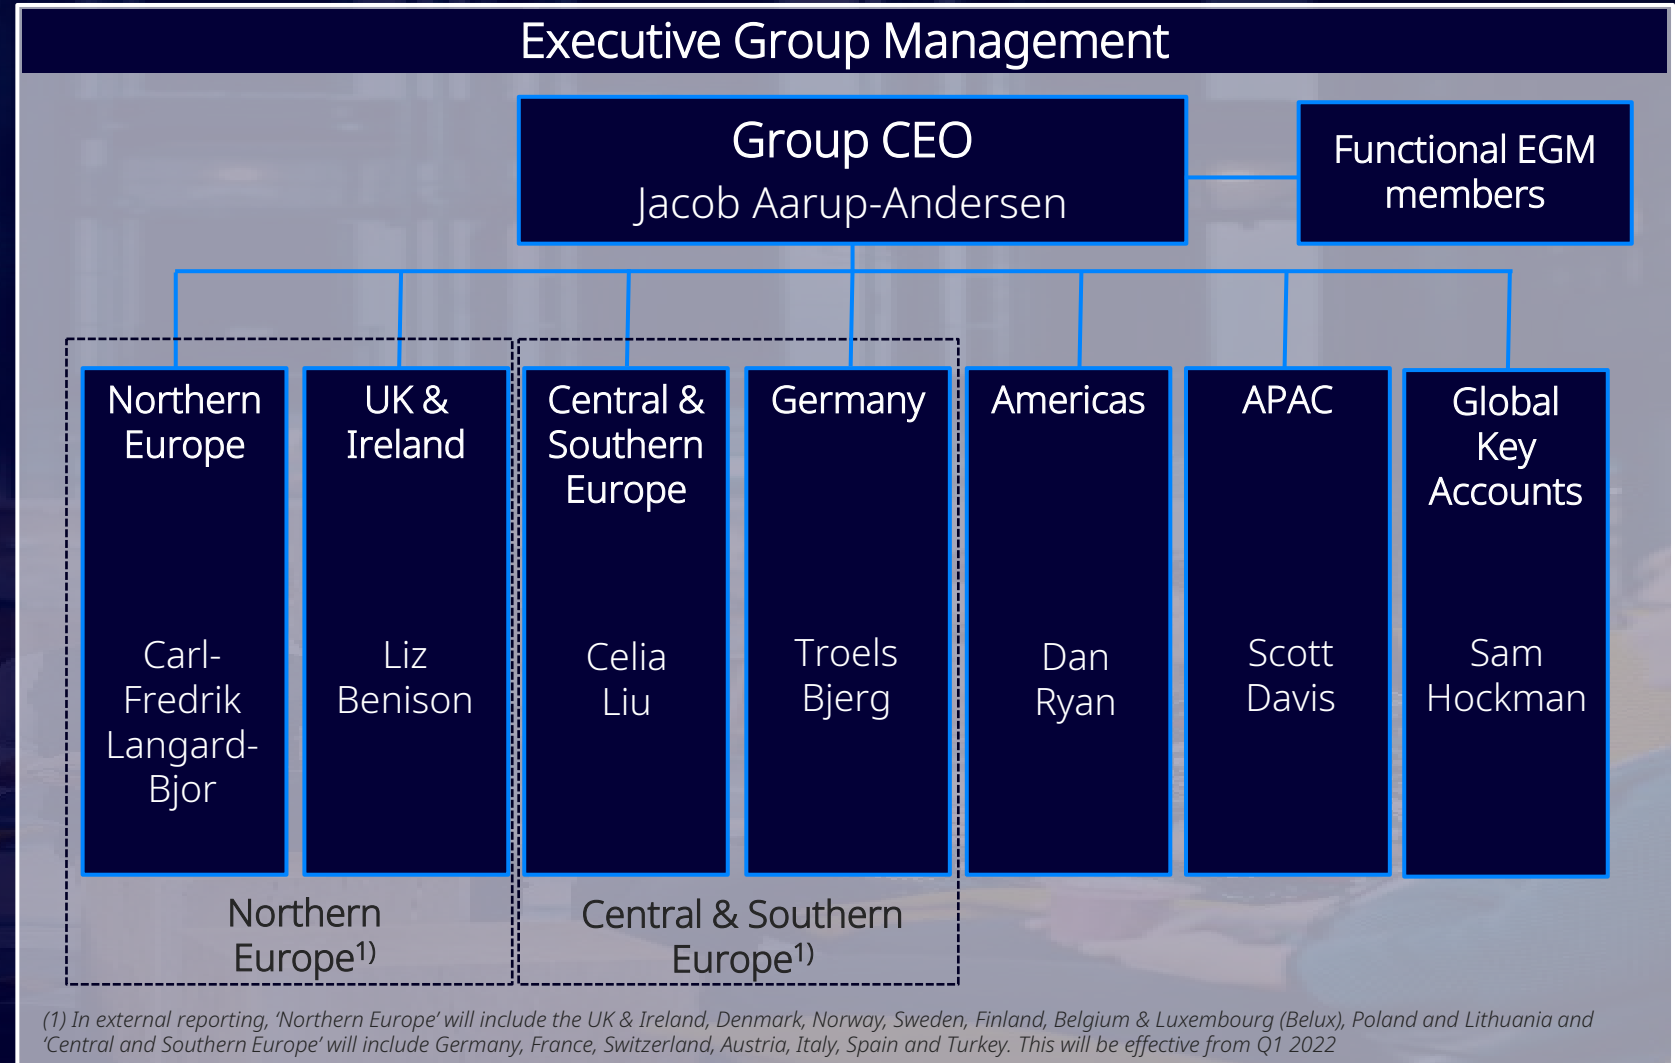 Executive Group Management
Group CEO
Jacob Aarup-Andersen
Functional EGM
members
Northern
Europe
Carl-
Fredrik
Langard-
Bjor
UK &
Ireland
Liz
Benison
Central &
Southern
Europe
Celia
Liu
Germany
Troels
Bjerg
Americas
Dan
Ryan
APAC
Scott
Davis
Global
Key
Accounts
Sam
Hockman
Northern
Europe¹⁾
Central & Southern
Europe¹⁾
(1) In external reporting, ‘Northern Europe’ will include the UK & Ireland, Denmark, Norway, Sweden, Finland, Belgium & Luxembourg (Belux), Poland and Lithuania and
‘Central and Southern Europe’ will include Germany, France, Switzerland, Austria, Italy, Spain and Turkey. This will be effective from Q1 2022